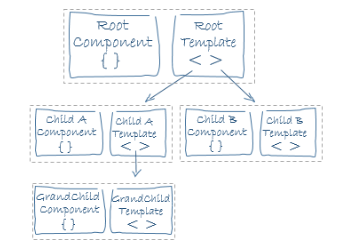 Root
Component
{ }
Root
Template
< >
Child A
Component
{ }
Child A
Template
< >
Child B
Component
{ }
Child B
Template
< >
GrandChild
Component
{ }
GrandChild
Template
< >